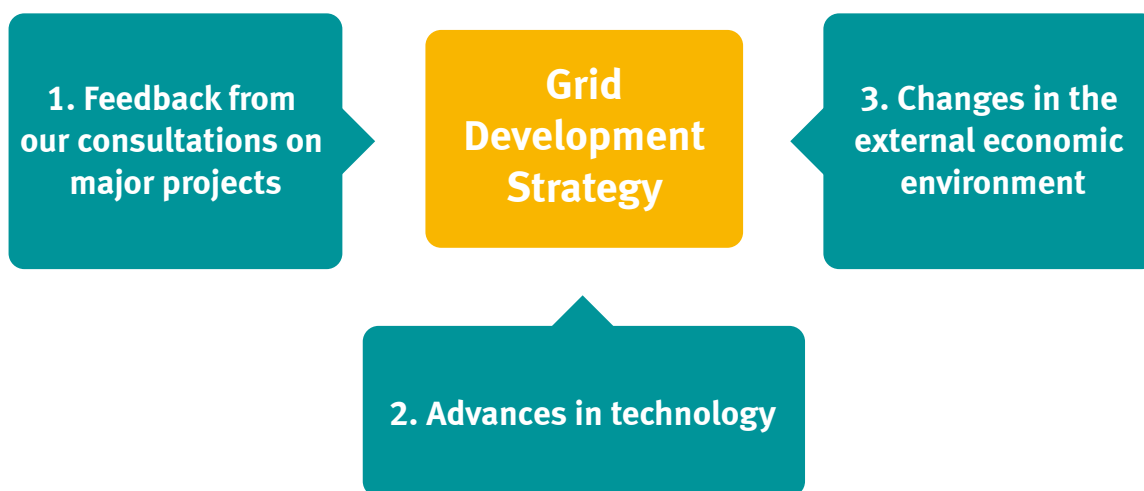 1. Feedback from
our consultations on
major projects
Grid
Development
Strategy
3. Changes in the
external economic
environment
2. Advances in technology